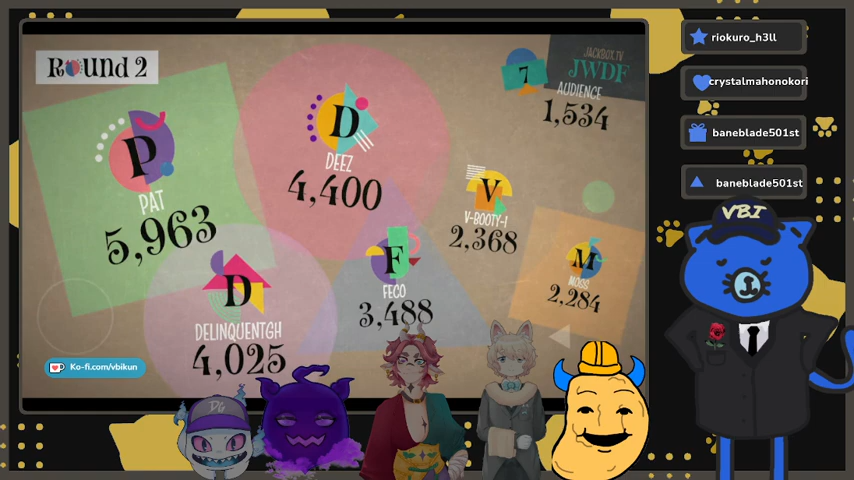 Round 2
JACKBOX.TV
JWDF
7
AUDIENCE
1,534
P
PAT
5,963
D
DEEZ
4,400
V
V-BOOTY-I
2,368
D
DELINQUENTGH
4,025
F
FECO
3,488
M
MOSS
2,284
Ko-fi.com/vbikun
riokuro_h3ll
crystalmahonokori
baneblade501st
baneblade501st
VBI
DG